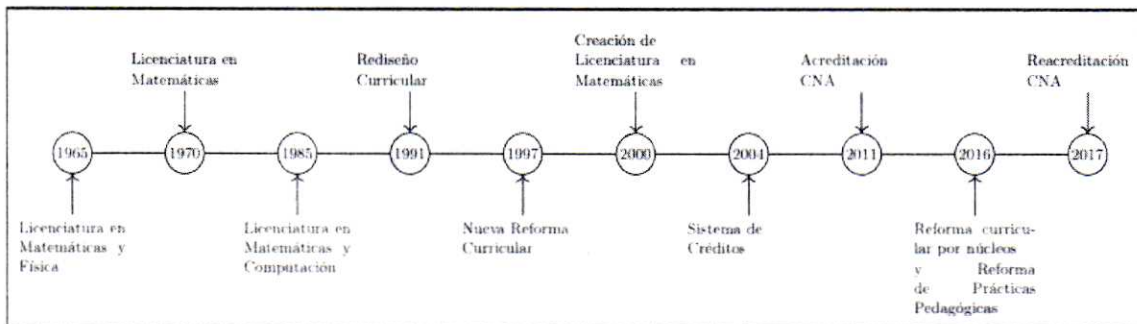 Licenciatura en
Matemáticas
Rediseño
Curricular
Creación de
Licenciatura en
Matemáticas
Acreditación
CNA
Reacreditación
CNA
1965
1970
1985
1991
1997
2000
2004
2011
2016
2017
Licenciatura en
Matemáticas y
Física
Licenciatura en
Matemáticas y
Computación
Nueva Reforma
Curricular
Sistema de
Créditos
Reforma curricu-
lar por núcleos
y Reforma
de Prácticas
Pedagógicas